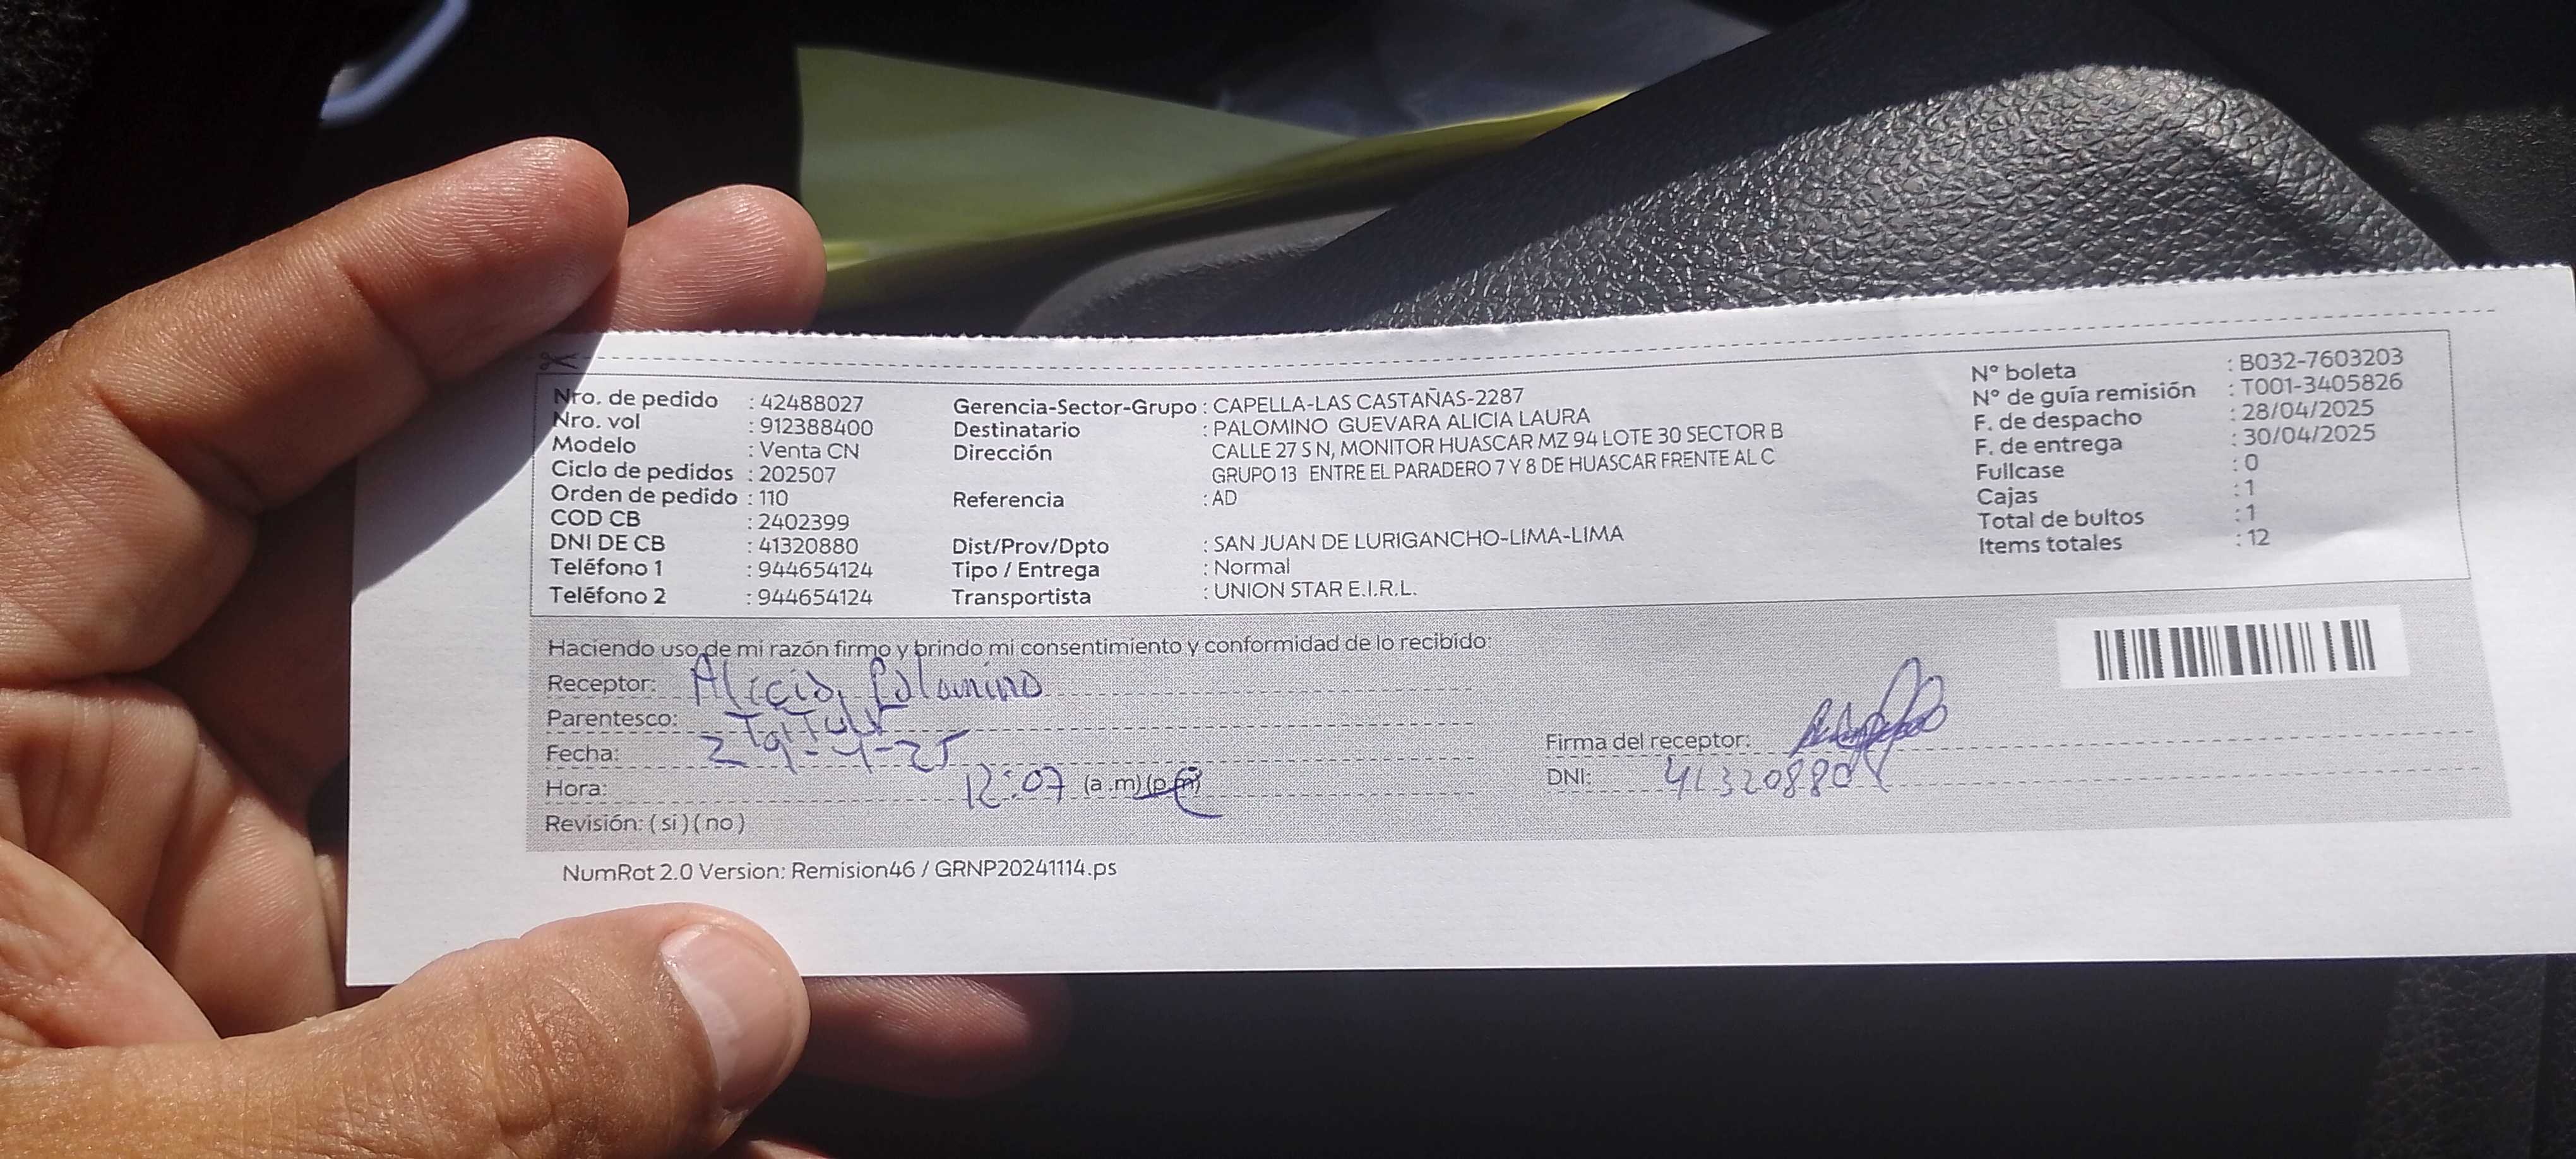 Nro. de pedido : 42488027
Nro. vol : 912388400
Modelo : Venta CN
Ciclo de pedidos : 202507
Orden de pedido : 110
COD CB : 2402399
DNI DE CB : 41320880
Teléfono 1 : 944654124
Teléfono 2 : 944654124
Gerencia-Sector-Grupo : CAPELLA-LAS CASTAÑAS-2287
Destinatario : PALOMINO GUEVARA ALICIA LAURA
Dirección CALLE 27 S N, MONITOR HUASCAR MZ 94 LOTE 30 SECTOR B
GRUPO 13 ENTRE EL PARADERO 7 Y 8 DE HUASCAR FRENTE AL C
Referencia : AD
Dist/Prov/Dpto : SAN JUAN DE LURIGANCHO-LIMA-LIMA
Tipo / Entrega : Normal
Transportista : UNION STAR E.I.R.L.
N° boleta : B032-7603203
N° de guía remisión : T001-3405826
F. de despacho : 28/04/2025
F. de entrega : 30/04/2025
Fullcase : 0
Cajas : 1
Total de bultos : 1
Items totales : 12
Haciendo uso de mi razón firmo y brindo mi consentimiento y conformidad de lo recibido:
Receptor: Alicia Palomino
Parentesco: Titular
Fecha: 29-4-25
Hora: 12:07 (a.m)(p.m)
Revisión: ( si ) ( no )
Firma del receptor:
DNI: 41320880
NumRot 2.0 Version: Remision46 / GRNP20241114.ps